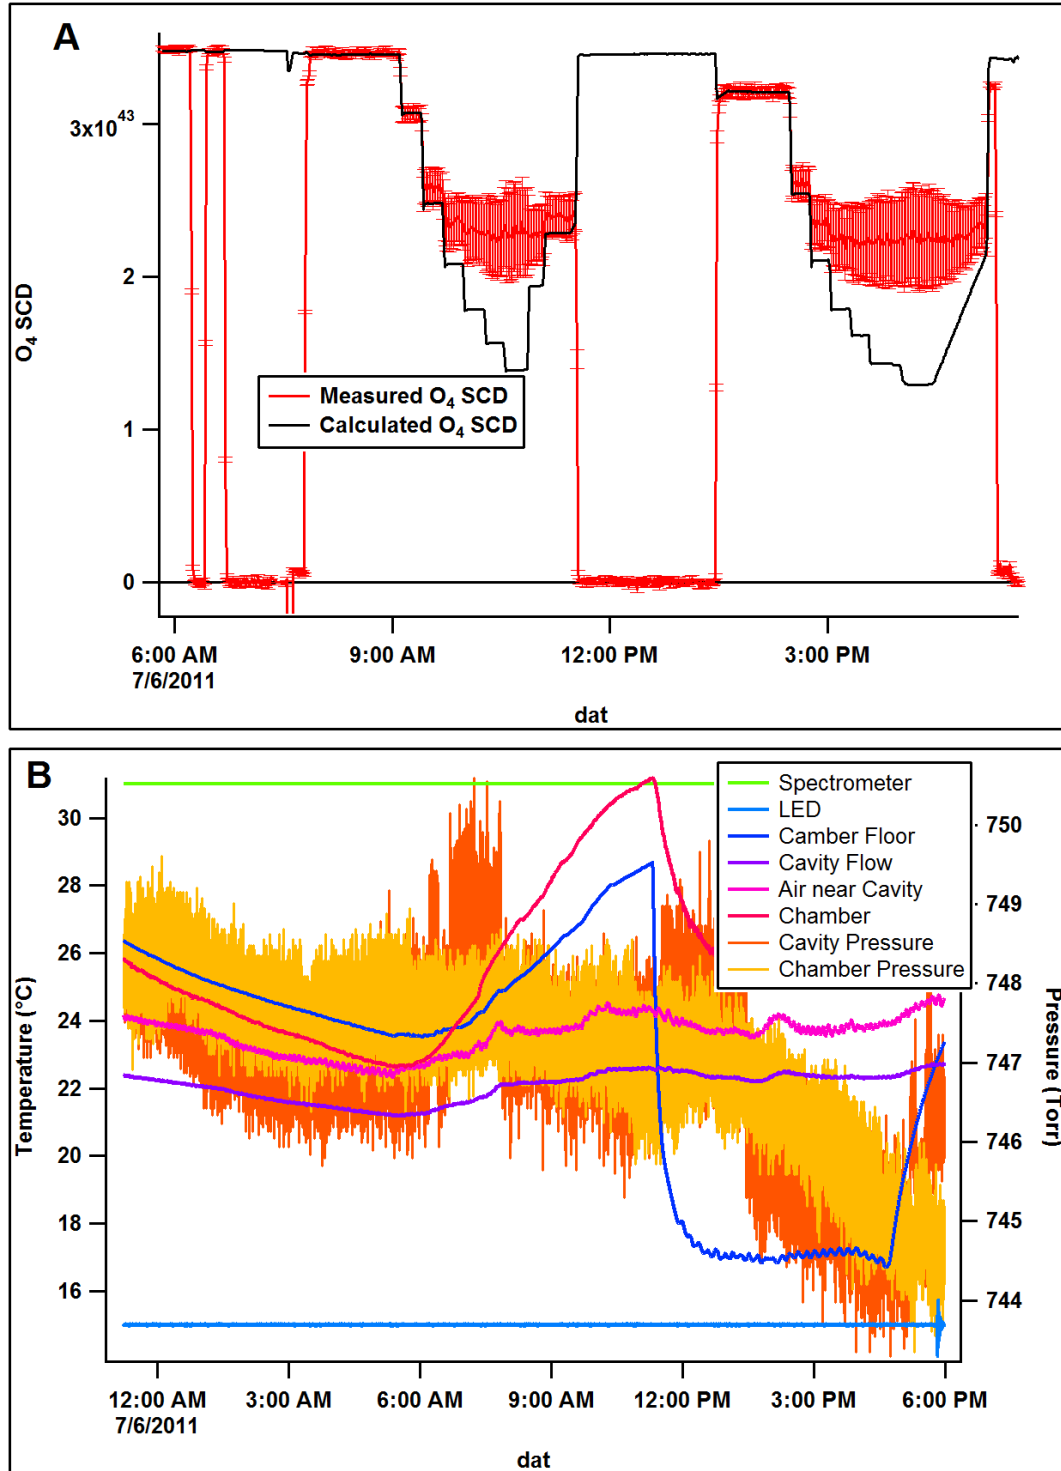 A
3x10^43
2
1
0
O4 SCD
Measured O4 SCD
Calculated O4 SCD
6:00 AM 9:00 AM 12:00 PM 3:00 PM
7/6/2011
dat
B
30
28
26
24
22
20
18
16
Temperature (°C)
Spectrometer
LED
Camber Floor
Cavity Flow
Air near Cavity
Chamber
Cavity Pressure
Chamber Pressure
750
749
748
747
746
745
744
Pressure (Torr)
12:00 AM 3:00 AM 6:00 AM 9:00 AM 12:00 PM 3:00 PM 6:00 PM
7/6/2011
dat